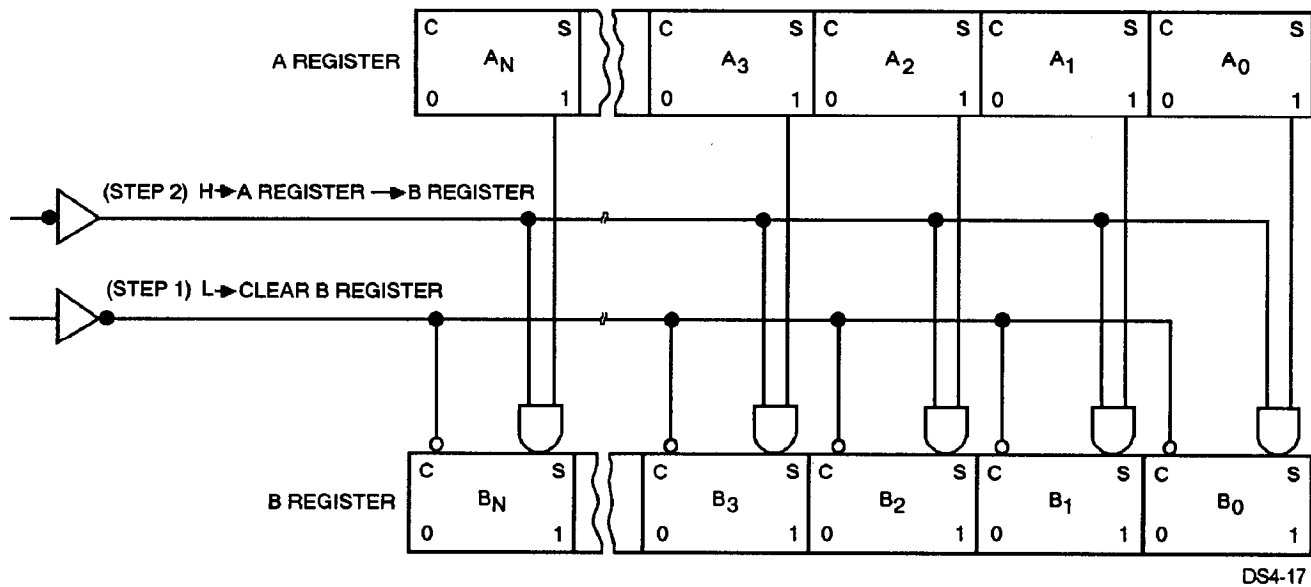 C S C S C S C S C S
A REGISTER A_N A_3 A_2 A_1 A_0
0 1 0 1 0 1 0 1 0 1
(STEP 2) H→A REGISTER →B REGISTER
(STEP 1) L→CLEAR B REGISTER
C S C S C S C S C S
B REGISTER B_N B_3 B_2 B_1 B_0
0 1 0 1 0 1 0 1 0 1
DS4-17